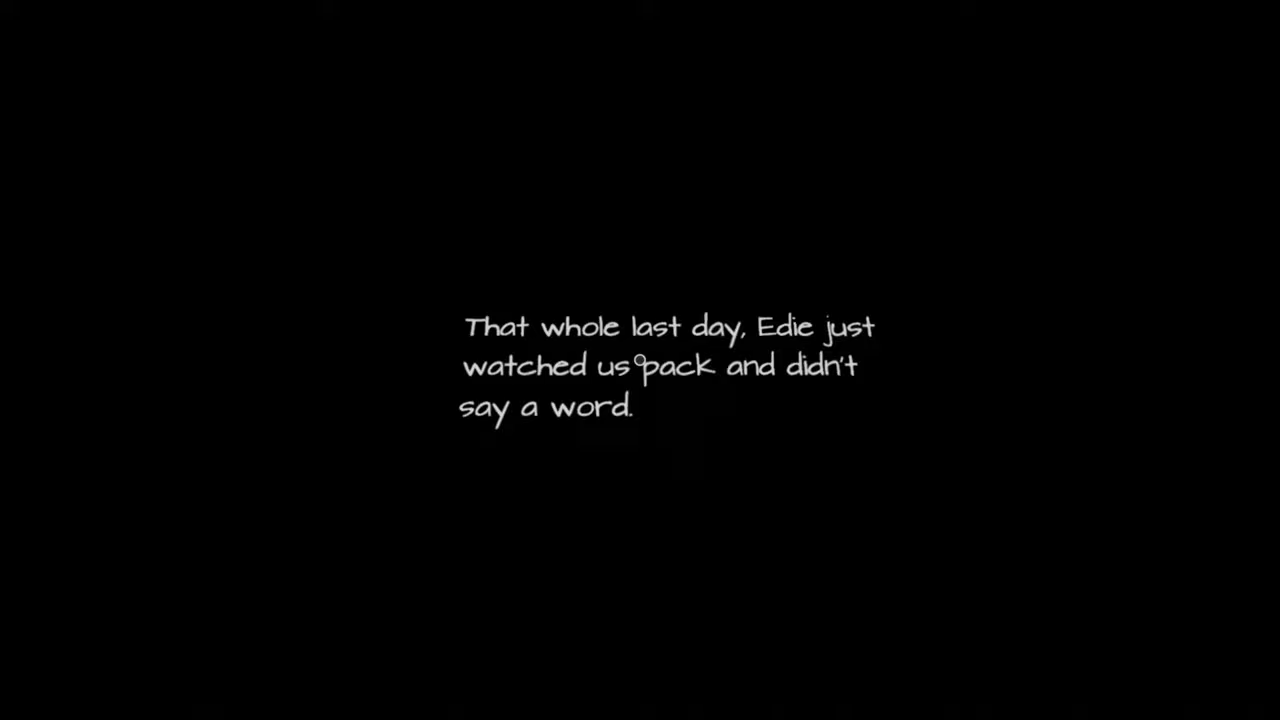 That whole last day, Edie just
watched us pack and didn't
say a word.